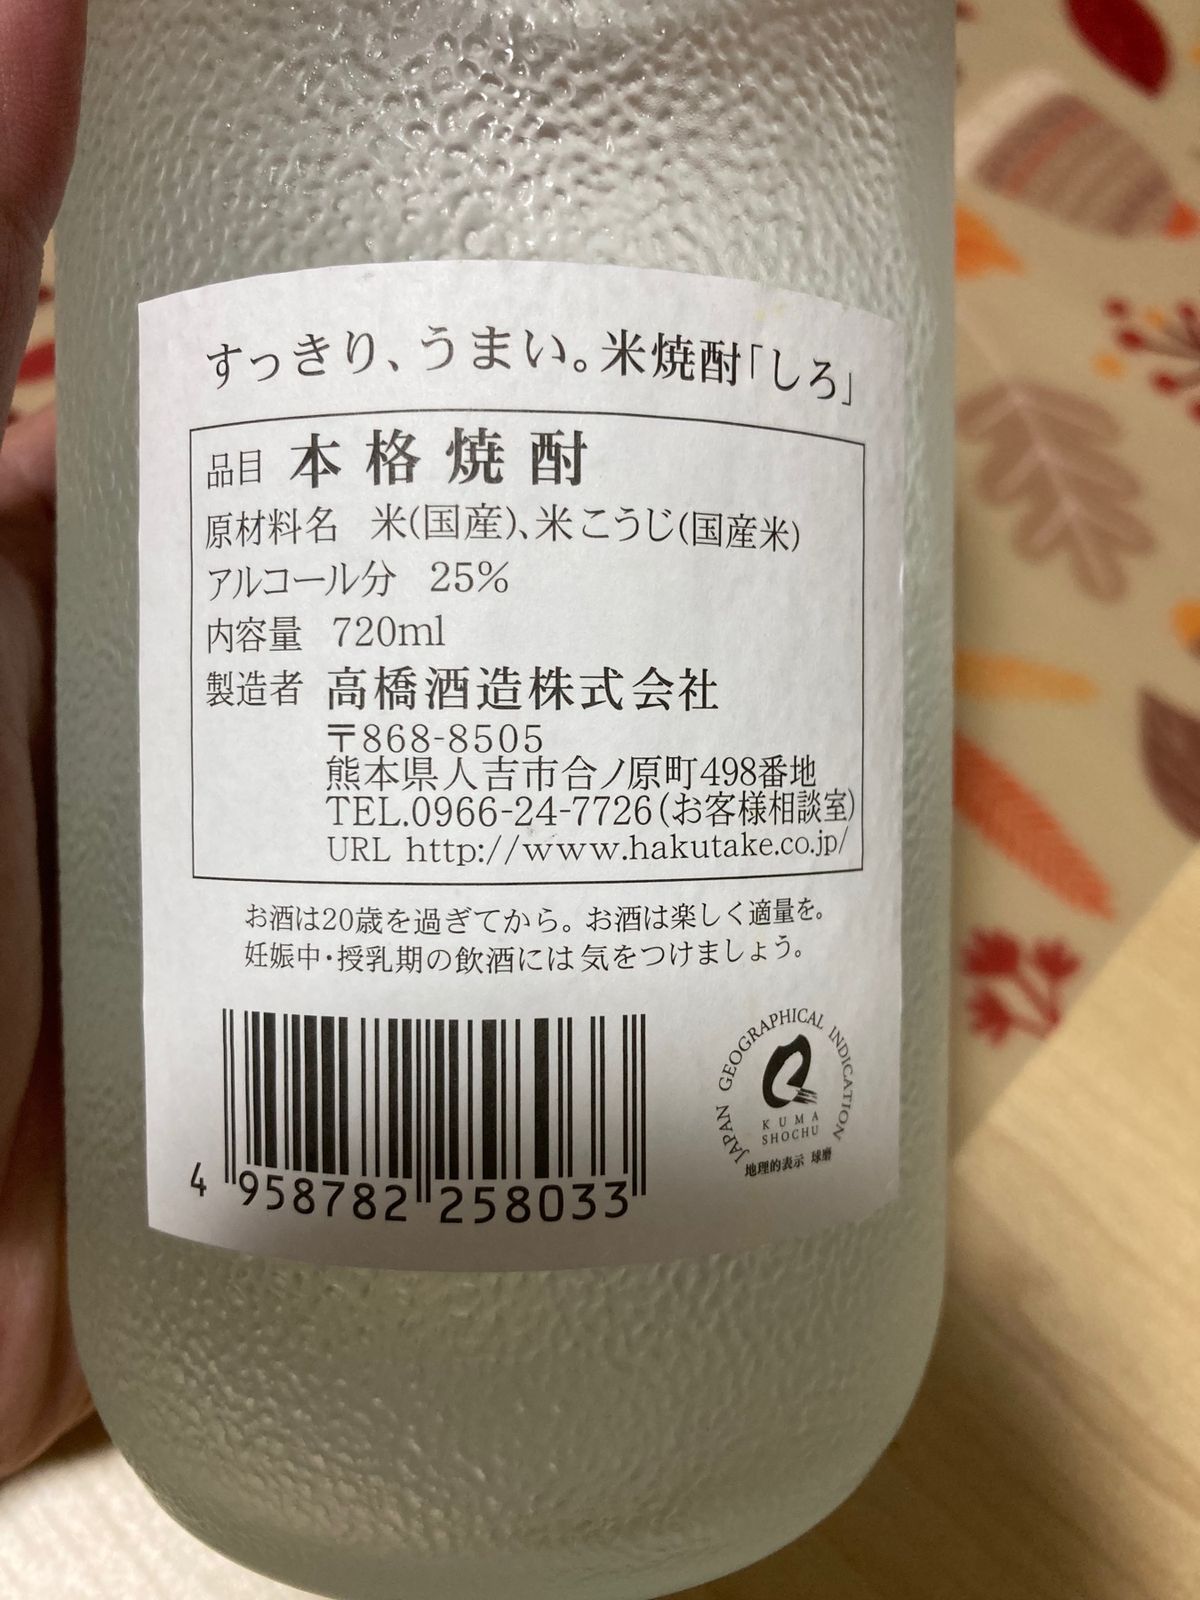 すっきり、うまい。米焼酎「しろ」
品目 本格焼酎
原材料名 米(国産)、米こうじ(国産米)
アルコール分 25%
内容量 720ml
製造者 高橋酒造株式会社
〒868-8505
熊本県人吉市合ノ原町498番地
TEL.0966-24-7726(お客様相談室)
URL http://www.hakutake.co.jp/
お酒は20歳を過ぎてから。お酒は楽しく適量を。
妊娠中・授乳期の飲酒には気をつけましょう。
4 958782 258033
JAPAN GEOGRAPHICAL INDICATION
KUMA
SHOCHU
地理的表示 球磨